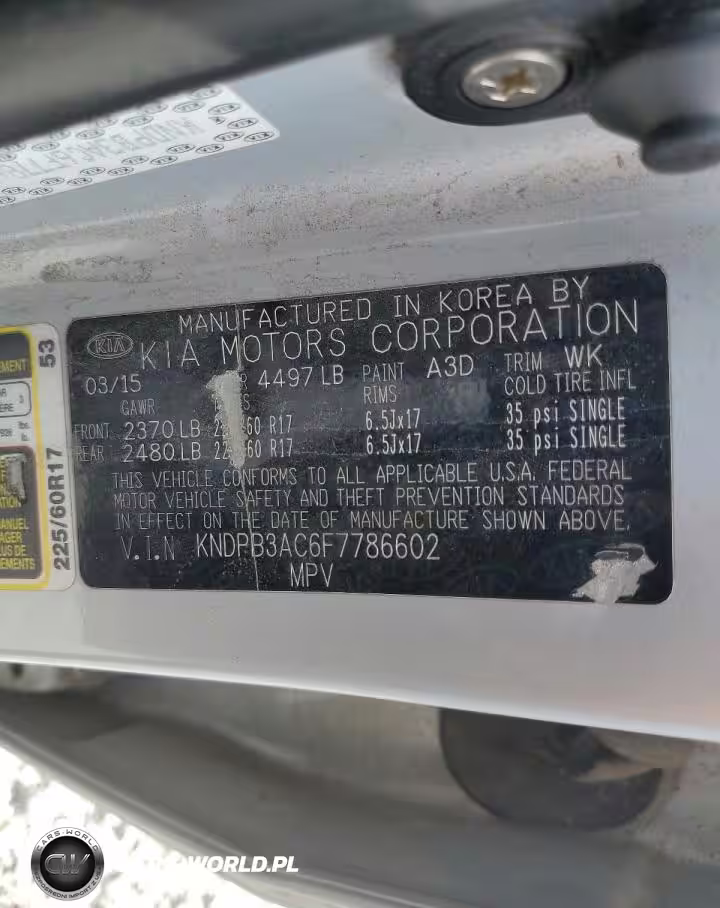 MANUFACTURED IN KOREA BY
KIA
KIA MOTORS CORPORATION
03/15 4497 LB PAINT A3D TRIM WK
GAWR RIMS COLD TIRE INFL
FRONT 2370 LB 60 R17 6.5Jx17 35 psi SINGLE
REAR 2480 LB 60 R17 6.5Jx17 35 psi SINGLE
THIS VEHICLE CONFORMS TO ALL APPLICABLE U.S.A. FEDERAL
MOTOR VEHICLE SAFETY AND THEFT PREVENTION STANDARDS
IN EFFECT ON THE DATE OF MANUFACTURE SHOWN ABOVE.
V.I.N KNDPB3AC6F7786602
MPV
53
225/60R17
CARS-WORLD
CW